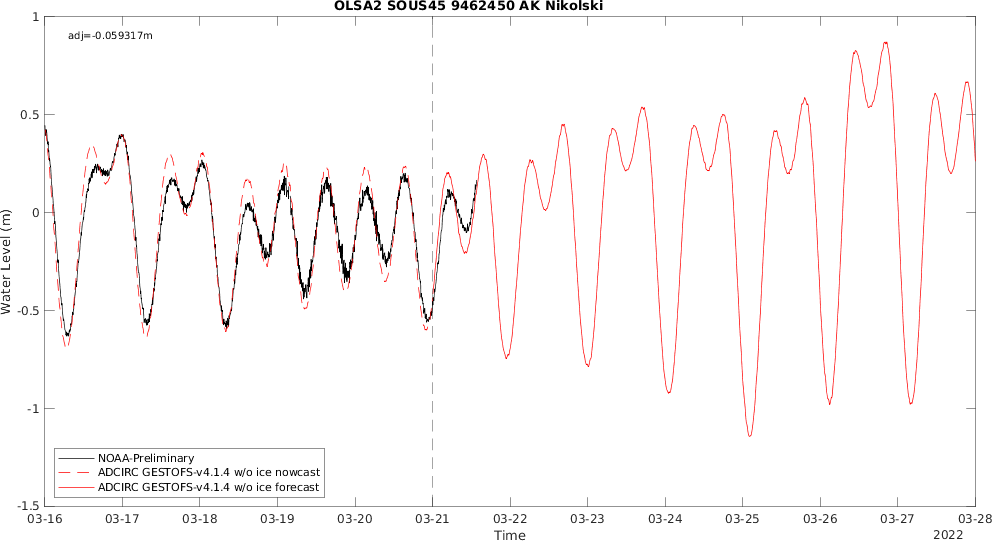 OLSA2 SOUS45 9462450 AK Nikolski
adj=-0.059317m
1
0.5
0
-0.5
-1
-1.5
Water Level (m)
NOAA-Preliminary
ADCIRC GESTOFS-v4.1.4 w/o ice nowcast
ADCIRC GESTOFS-v4.1.4 w/o ice forecast
03-16 03-17 03-18 03-19 03-20 03-21 03-22 03-23 03-24 03-25 03-26 03-27 03-28
Time
2022